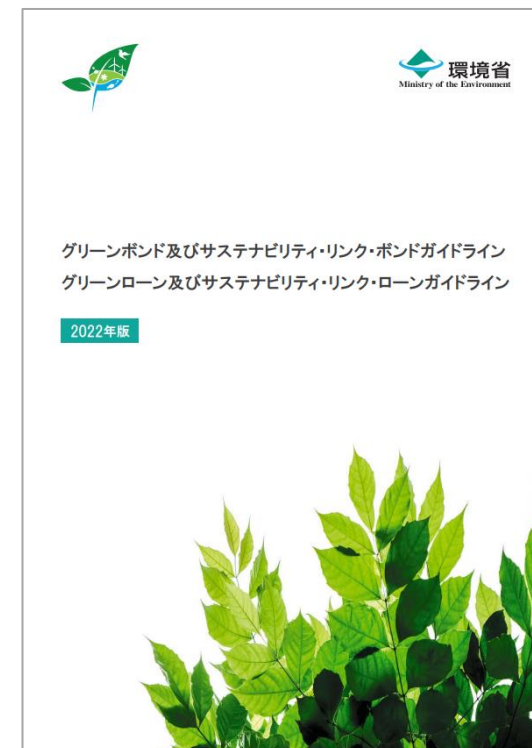 環境省
Ministry of the Environment
グリーンボンド及びサステナビリティ・リンク・ボンドガイドライン
グリーンローン及びサステナビリティ・リンク・ローンガイドライン
2022年版